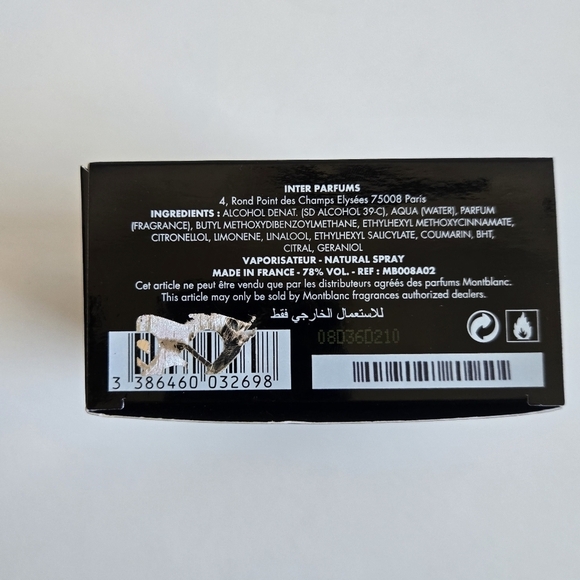 INTER PARFUMS
4, Rond Point des Champs Elysées 75008 Paris
INGREDIENTS : ALCOHOL DENAT. (SD ALCOHOL 39-C), AQUA (WATER), PARFUM
(FRAGRANCE), BUTYL METHOXYDIBENZOYLMETHANE, ETHYLHEXYL METHOXYCINNAMATE,
CITRONELLOL, LIMONENE, LINALOOL, ETHYLHEXYL SALICYLATE, COUMARIN, BHT,
CITRAL, GERANIOL
VAPORISATEUR - NATURAL SPRAY
MADE IN FRANCE - 78% VOL. - REF : MB008A02
Cet article ne peut être vendu que par les distributeurs agréés des parfums Montblanc.
This article may only be sold by Montblanc fragrances authorized dealers.
للاستعمال الخارجي فقط
08D36D210
3 386460 032698